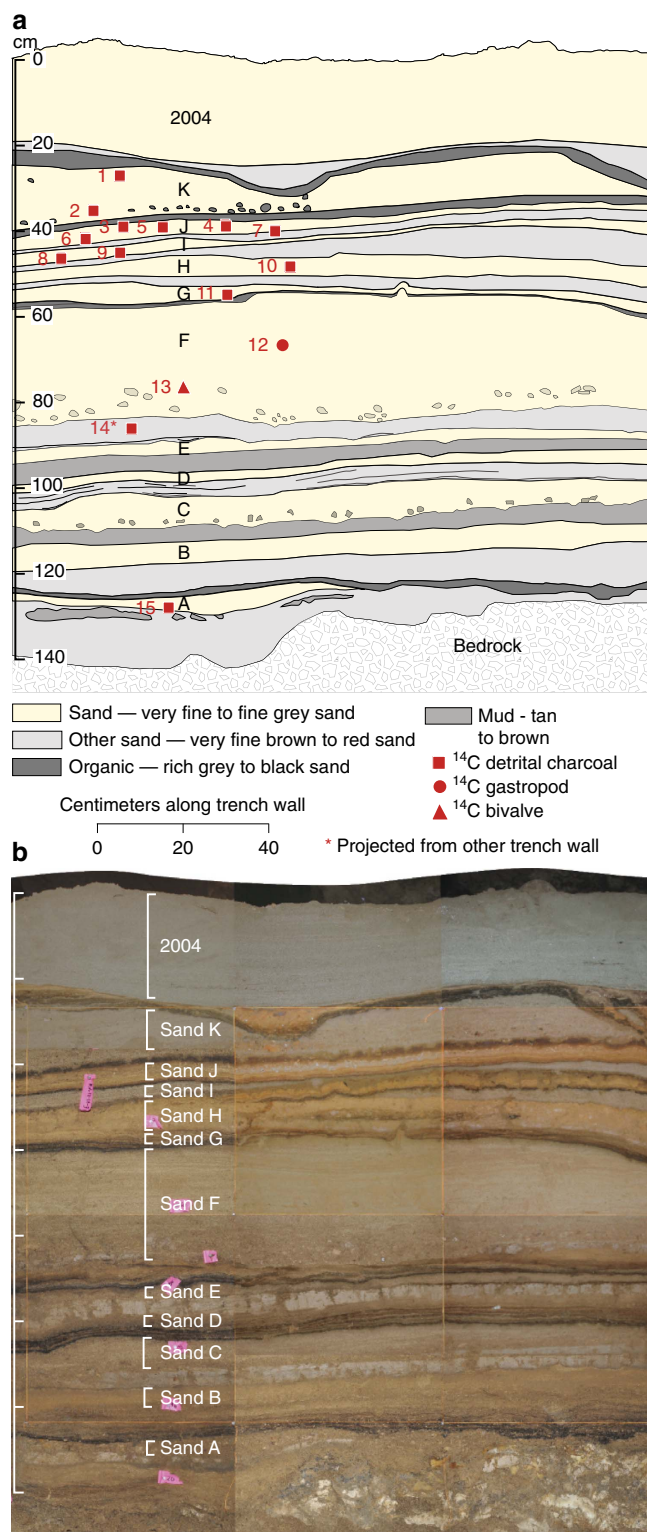 a
cm
0
2004
20
1
K
2
3
5
J
4
7
40
6
I
8
9
H
10
G
11
60
F
12
13
80
14*
E
D
100
C
B
120
15
A
Bedrock
140
Sand — very fine to fine grey sand
Other sand — very fine brown to red sand
Organic — rich grey to black sand
Mud - tan
to brown
14C detrital charcoal
14C gastropod
14C bivalve
Centimeters along trench wall
0 20 40
* Projected from other trench wall
b
2004
Sand K
Sand J
Sand I
Sand H
Sand G
Sand F
Sand E
Sand D
Sand C
Sand B
Sand A